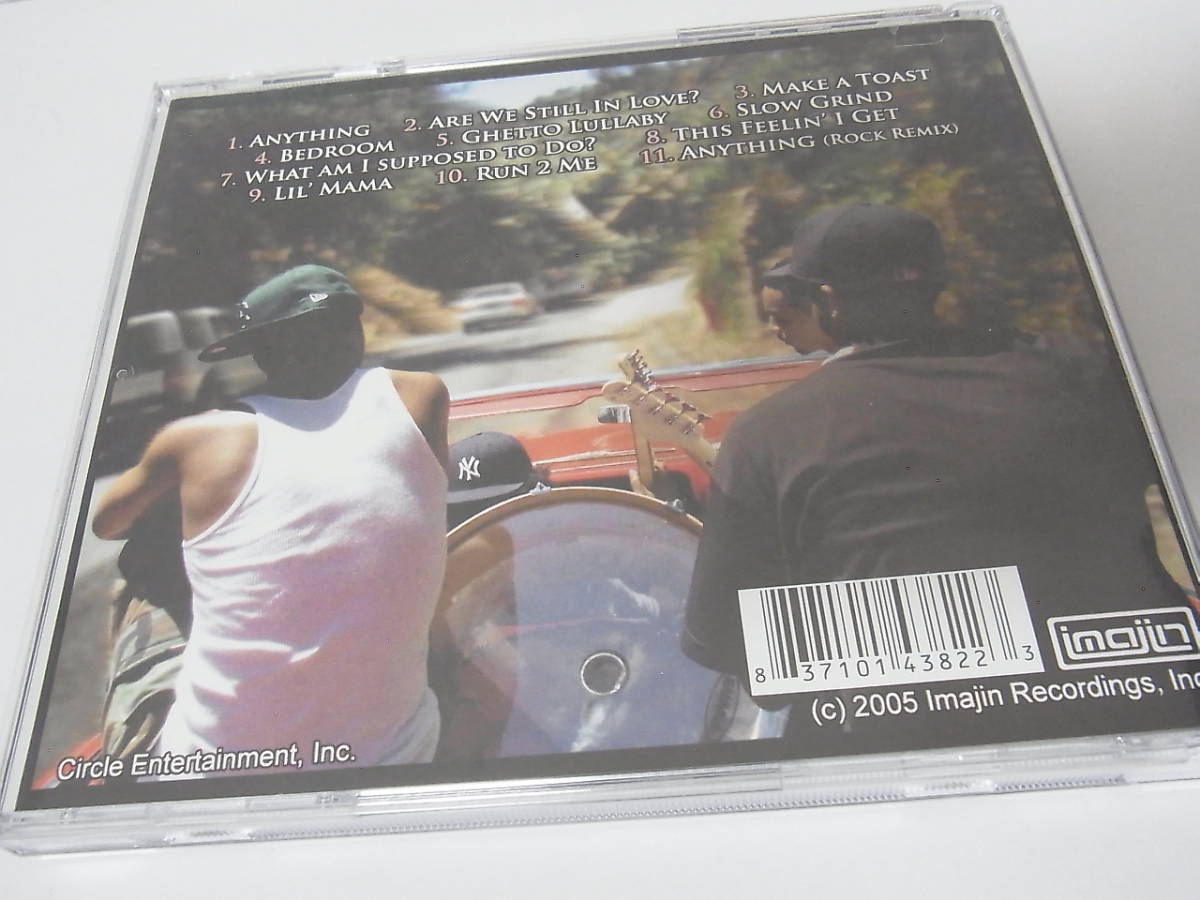 1. ANYTHING 2. ARE WE STILL IN LOVE? 3. MAKE A TOAST
4. BEDROOM 5. GHETTO LULLABY 6. SLOW GRIND
7. WHAT AM I SUPPOSED TO DO? 8. THIS FEELIN' I GET
9. LIL' MAMA 10. RUN 2 ME 11. ANYTHING (ROCK REMIX)
NY
8 37101 43822 3
imajin
(c) 2005 Imajin Recordings, Inc
Circle Entertainment, Inc.